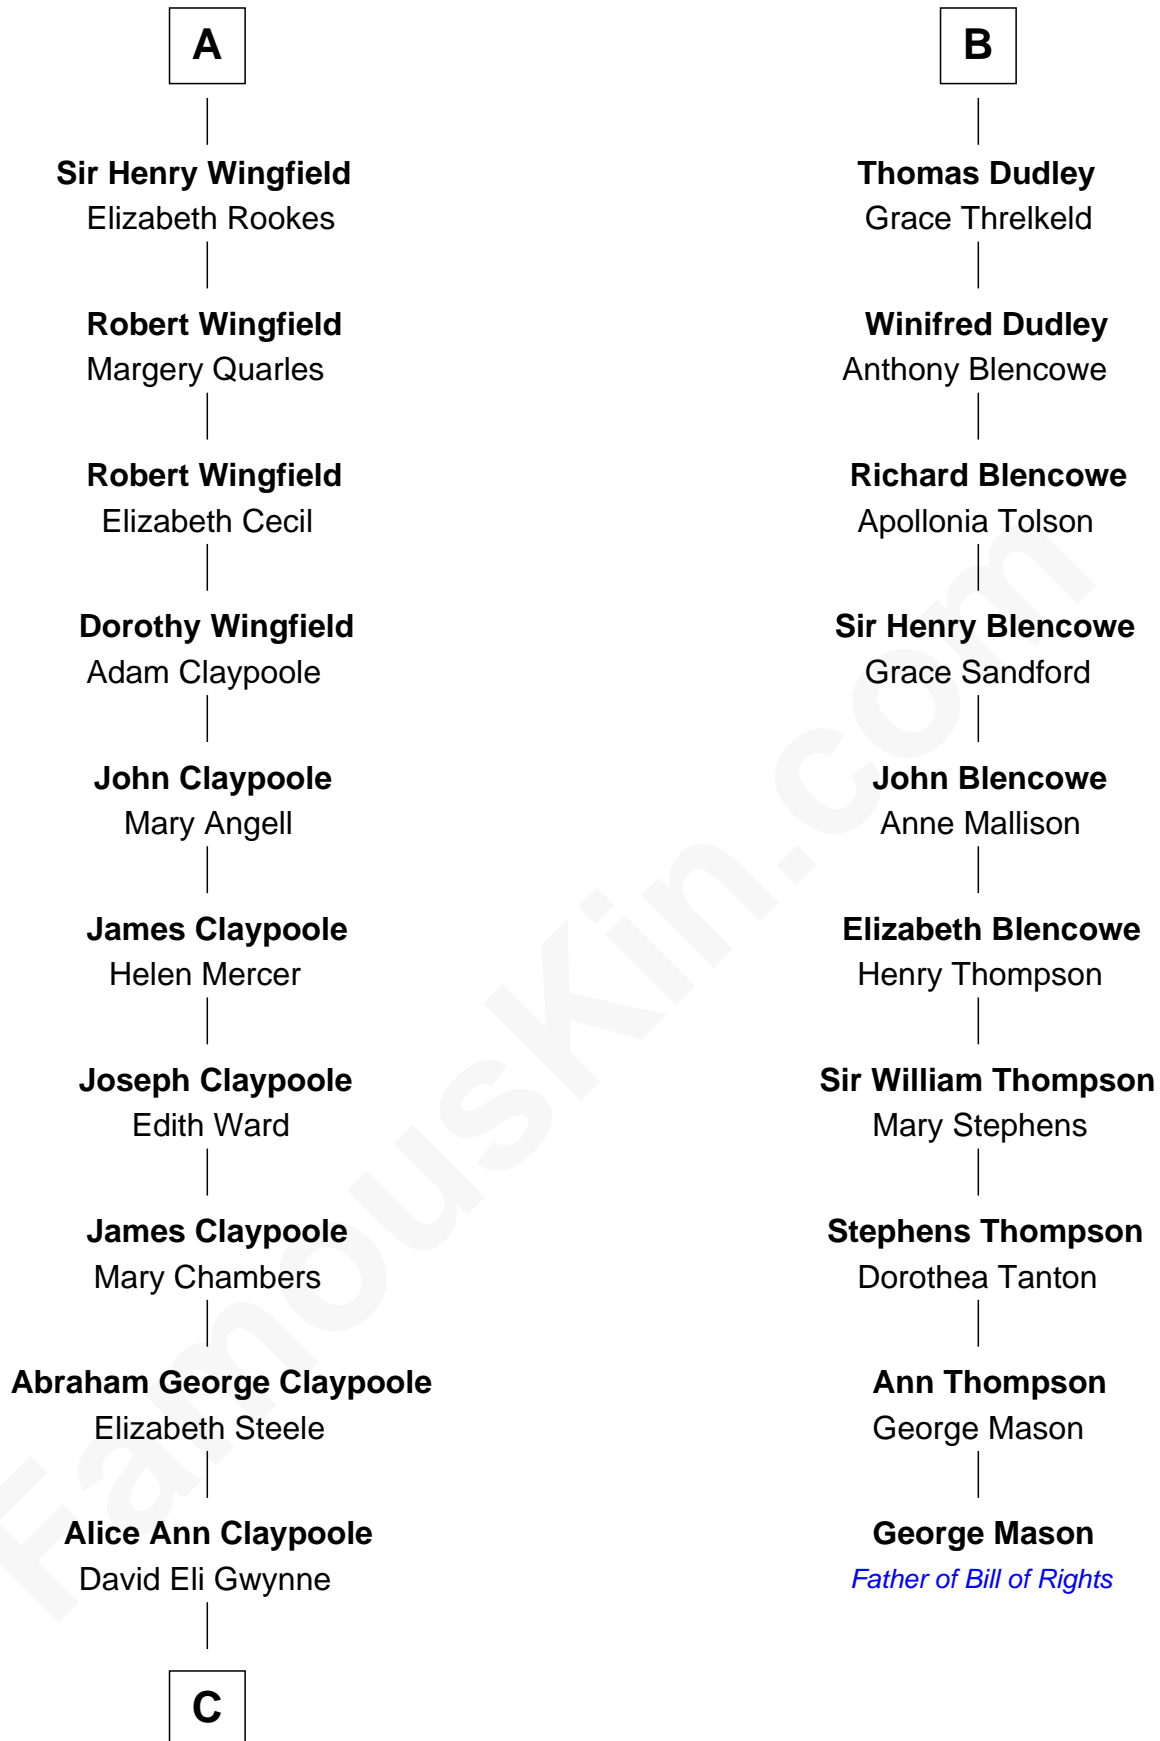 A
Sir Henry Wingfield
Elizabeth Rookes
Robert Wingfield
Margery Quarles
Robert Wingfield
Elizabeth Cecil
Dorothy Wingfield
Adam Claypoole
John Claypoole
Mary Angell
James Claypoole
Helen Mercer
Joseph Claypoole
Edith Ward
James Claypoole
Mary Chambers
Abraham George Claypoole
Elizabeth Steele
Alice Ann Claypoole
David Eli Gwynne
C
B
Thomas Dudley
Grace Threlkeld
Winifred Dudley
Anthony Blencowe
Richard Blencowe
Apollonia Tolson
Sir Henry Blencowe
Grace Sandford
John Blencowe
Anne Mallison
Elizabeth Blencowe
Henry Thompson
Sir William Thompson
Mary Stephens
Stephens Thompson
Dorothea Tanton
Ann Thompson
George Mason
George Mason
Father of Bill of Rights
FamousKin.com